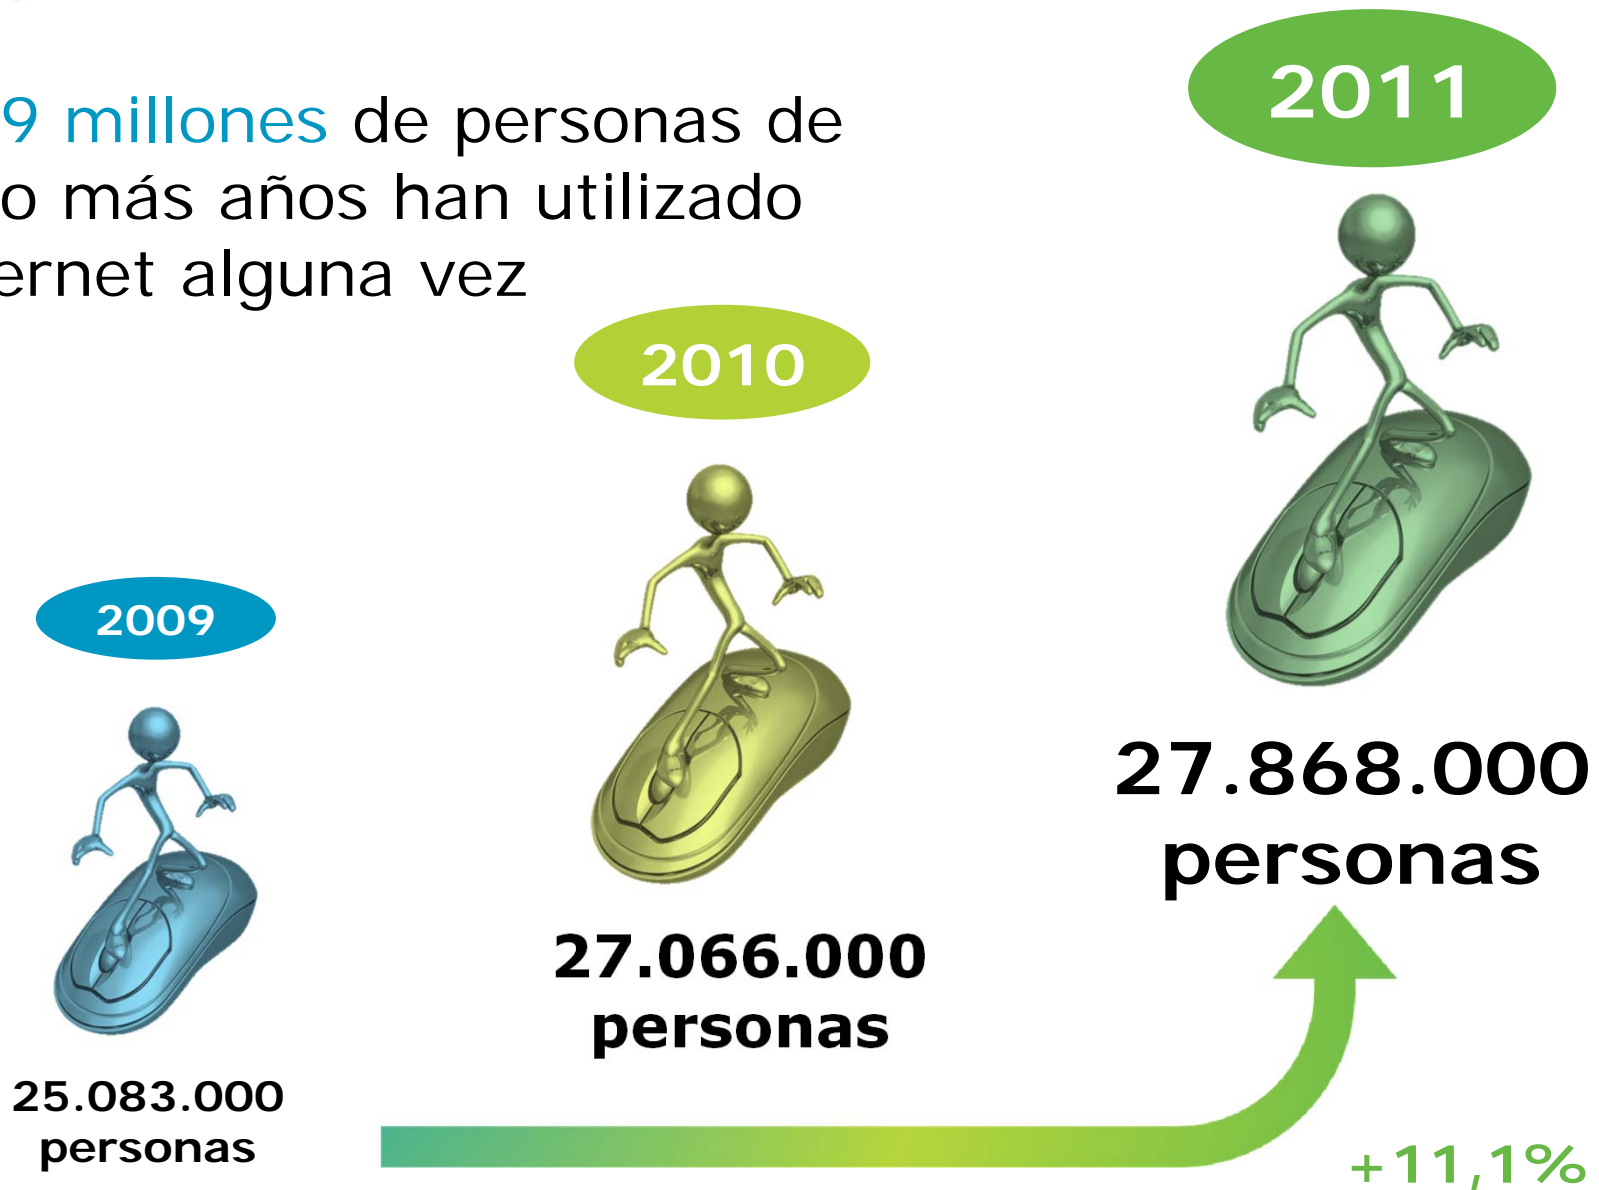 9 millones de personas de
o más años han utilizado
ernet alguna vez
2011
2010
2009
27.868.000
personas
27.066.000
personas
25.083.000
personas
+11,1%